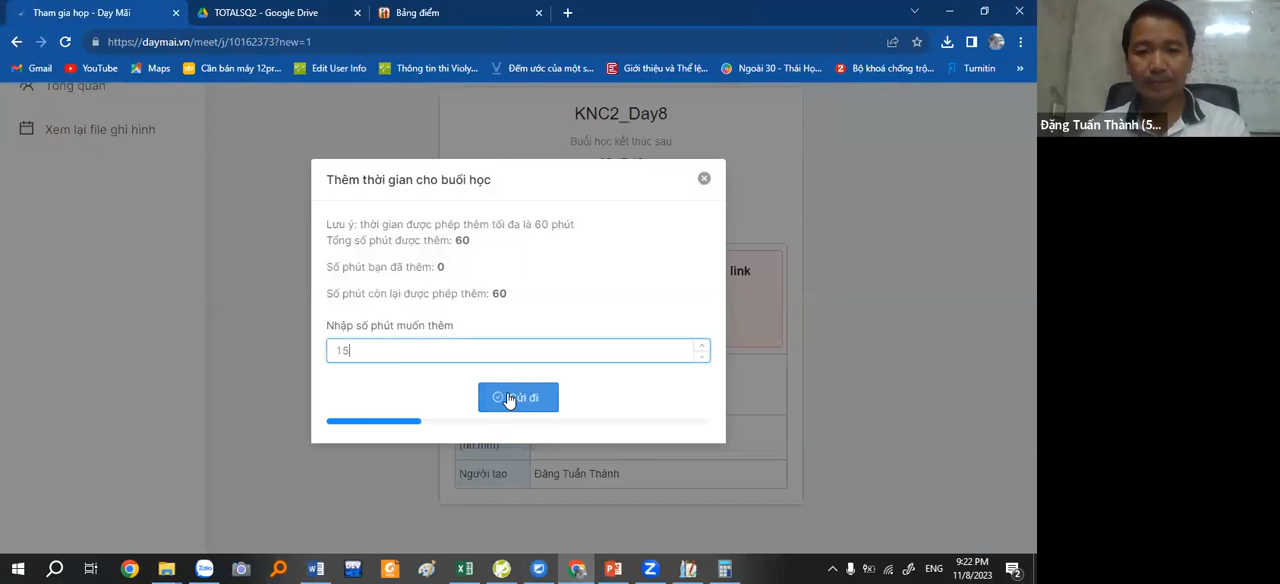 Tham gia họp - Dạy Mãi
TOTALSQ2 - Google Drive
Bảng điểm
https://daymai.vn/meet/j/10162373?new=1
Gmail
YouTube
Maps
Cần bán máy 12pr...
Edit User Info
Thông tin thi Violy...
Đếm ước của một s...
Giới thiệu và Thể lệ...
Ngoài 30 - Thái Họ...
Bộ khoá chống trộ...
Turnitin
»
Tổng quan
Xem lại file ghi hình
KNC2_Day8
Buổi học kết thúc sau
Thêm thời gian cho buổi học
Lưu ý: thời gian được phép thêm tối đa là 60 phút
Tổng số phút được thêm: 60
Số phút bạn đã thêm: 0
Số phút còn lại được phép thêm: 60
link
Nhập số phút muốn thêm
15
Gửi đi
(hh:mm)
Người tạo
Đặng Tuấn Thành
Đặng Tuấn Thành (5...
ENG
9:22 PM
11/8/2023
2